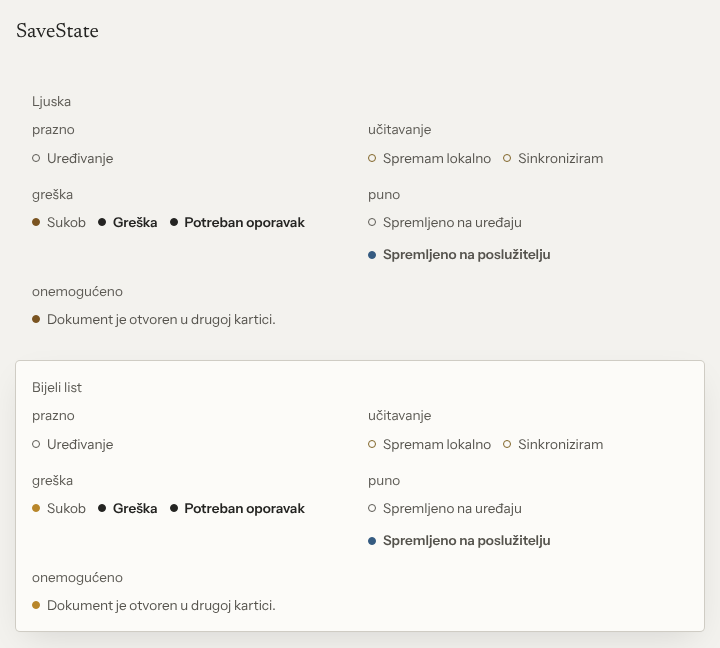 SaveState
Ljuska
prazno
Uređivanje
učitavanje
Spremam lokalno
Sinkroniziram
greška
Sukob
Greška
Potreban oporavak
puno
Spremljeno na uređaju
Spremljeno na poslužitelju
onemogućeno
Dokument je otvoren u drugoj kartici.
Bijeli list
prazno
Uređivanje
učitavanje
Spremam lokalno
Sinkroniziram
greška
Sukob
Greška
Potreban oporavak
puno
Spremljeno na uređaju
Spremljeno na poslužitelju
onemogućeno
Dokument je otvoren u drugoj kartici.